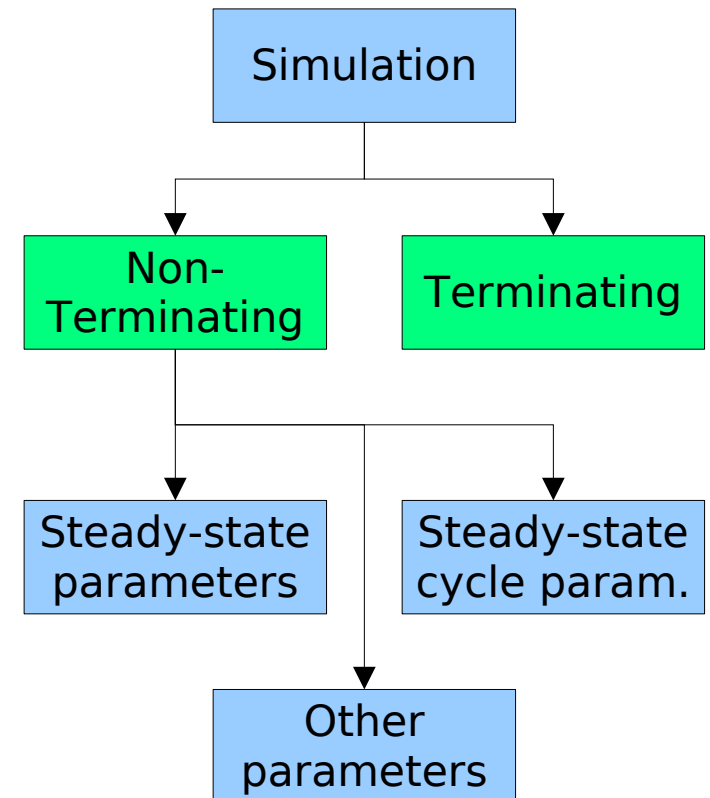 Simulation
Non-
Terminating
Terminating
Steady-state
parameters
Steady-state
cycle param.
Other
parameters